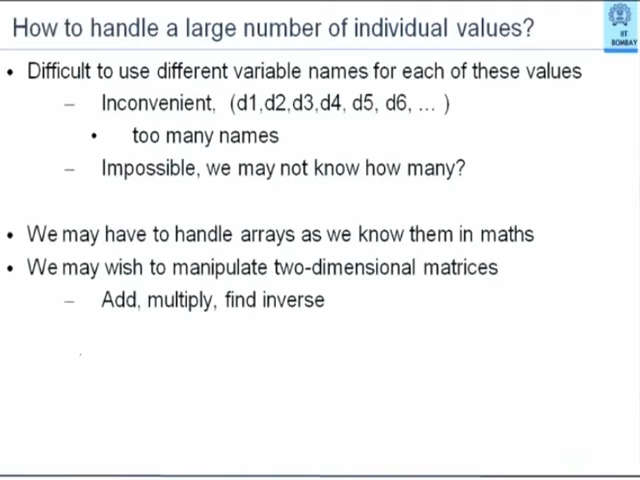 How to handle a large number of individual values?
IIT
BOMBAY
• Difficult to use different variable names for each of these values
– Inconvenient, (d1,d2,d3,d4, d5, d6, ... )
• too many names
– Impossible, we may not know how many?
• We may have to handle arrays as we know them in maths
• We may wish to manipulate two-dimensional matrices
– Add, multiply, find inverse